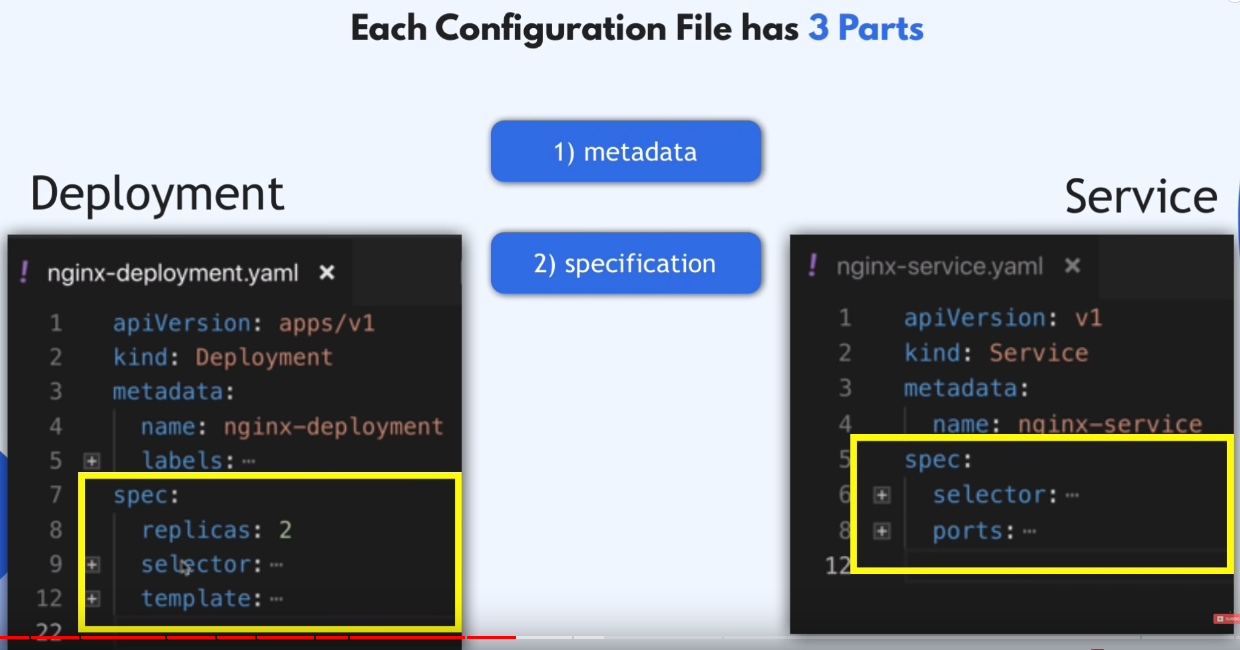 Each Configuration File has 3 Parts
1) metadata
2) specification
Deployment
! nginx-deployment.yaml ×
1 apiVersion: apps/v1
2 kind: Deployment
3 metadata:
4 name: nginx-deployment
5 labels:⋯
7 spec:
8 replicas: 2
9 selector:⋯
12 template:⋯
22
Service
! nginx-service.yaml ×
1 apiVersion: v1
2 kind: Service
3 metadata:
4 name: nginx-service
5 spec:
6 selector:⋯
8 ports:⋯
12